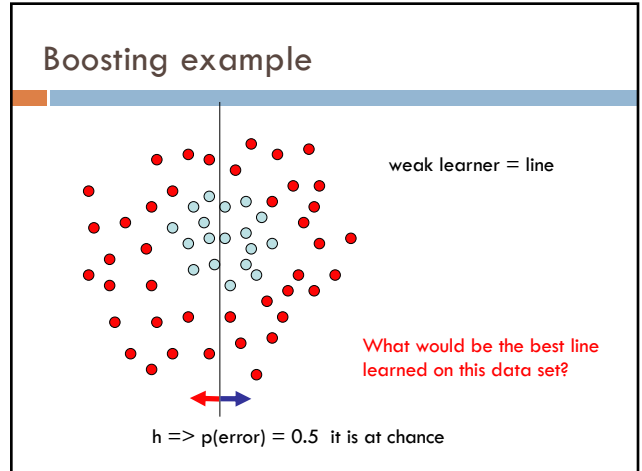 Boosting example
weak learner = line
What would be the best line
learned on this data set?
h => p(error) = 0.5 it is at chance